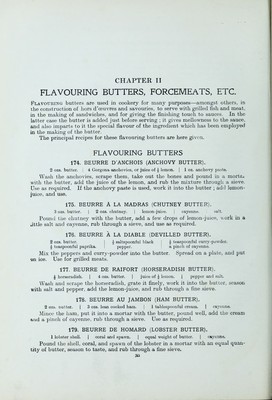 CHAPTER II
FLAVOURING BUTTERS, FORCEMEATS, ETC.
FLAVOURING butters are used in cookery for many purposes—amongst others, in
the construction of hors d'œuvres and savouries, to serve with grilled fish and meat,
in the making of sandwiches, and for giving the finishing touch to sauces. In the
latter case the butter is added just before serving; it gives mellowness to the sauce,
and also imparts to it the special flavour of the ingredient which has been employed
in the making of the butter.
The principal recipes for these flavouring butters are here given.
FLAVOURING BUTTERS
174. BEURRE D'ANCHOIS (ANCHOVY BUTTER).
2 ozs. butter. | 4 Gorgona anchovies, or juice of ½ lemon. | 1 oz. anchovy paste.
Wash the anchovies, scrape them, take out the bones and pound in a mortar
with the butter, add the juice of the lemon, and rub the mixture through a sieve.
Use as required. If the anchovy paste is used, work it into the butter; add lemon-
juice, and use.
175. BEURRE À LA MADRAS (CHUTNEY BUTTER).
3 ozs. butter. | 2 ozs. chutney. | lemon-juice. | cayenne. | salt.
Pound the chutney with the butter, add a few drops of lemon-juice, work in a
little salt and cayenne, rub through a sieve, and use as required.
176. BEURRE À LA DIABLE (DEVILLED BUTTER).
2 ozs. butter. | ½ saltspoonful black | ½ teaspoonful curry-powder.
½ teaspoonful paprika. | pepper. | a pinch of cayenne.
Mix the peppers and curry-powder into the butter. Spread on a plate, and put
on ice. Use for grilled meats.
177. BEURRE DE RAIFORT (HORSERADISH BUTTER).
½ horseradish. | 4 ozs. butter. | juice of ½ lemon. | pepper and salt.
Wash and scrape the horseradish, grate it finely, work it into the butter, season
with salt and pepper, add the lemon-juice, and rub through a fine sieve.
178. BEURRE AU JAMBON (HAM BUTTER).
2 ozs. butter. | 3 ozs. lean cooked ham. | 1 tablespoonful cream. | cayenne.
Mince the ham, put it into a mortar with the butter, pound well, add the cream
and a pinch of cayenne, rub through a sieve. Use as required.
179. BEURRE DE HOMARD (LOBSTER BUTTER).
1 lobster shell. | coral and spawn. | equal weight of butter. | cayenne.
Pound the shell, coral, and spawn of the lobster in a mortar with an equal quan-
tity of butter, season to taste, and rub through a fine sieve.